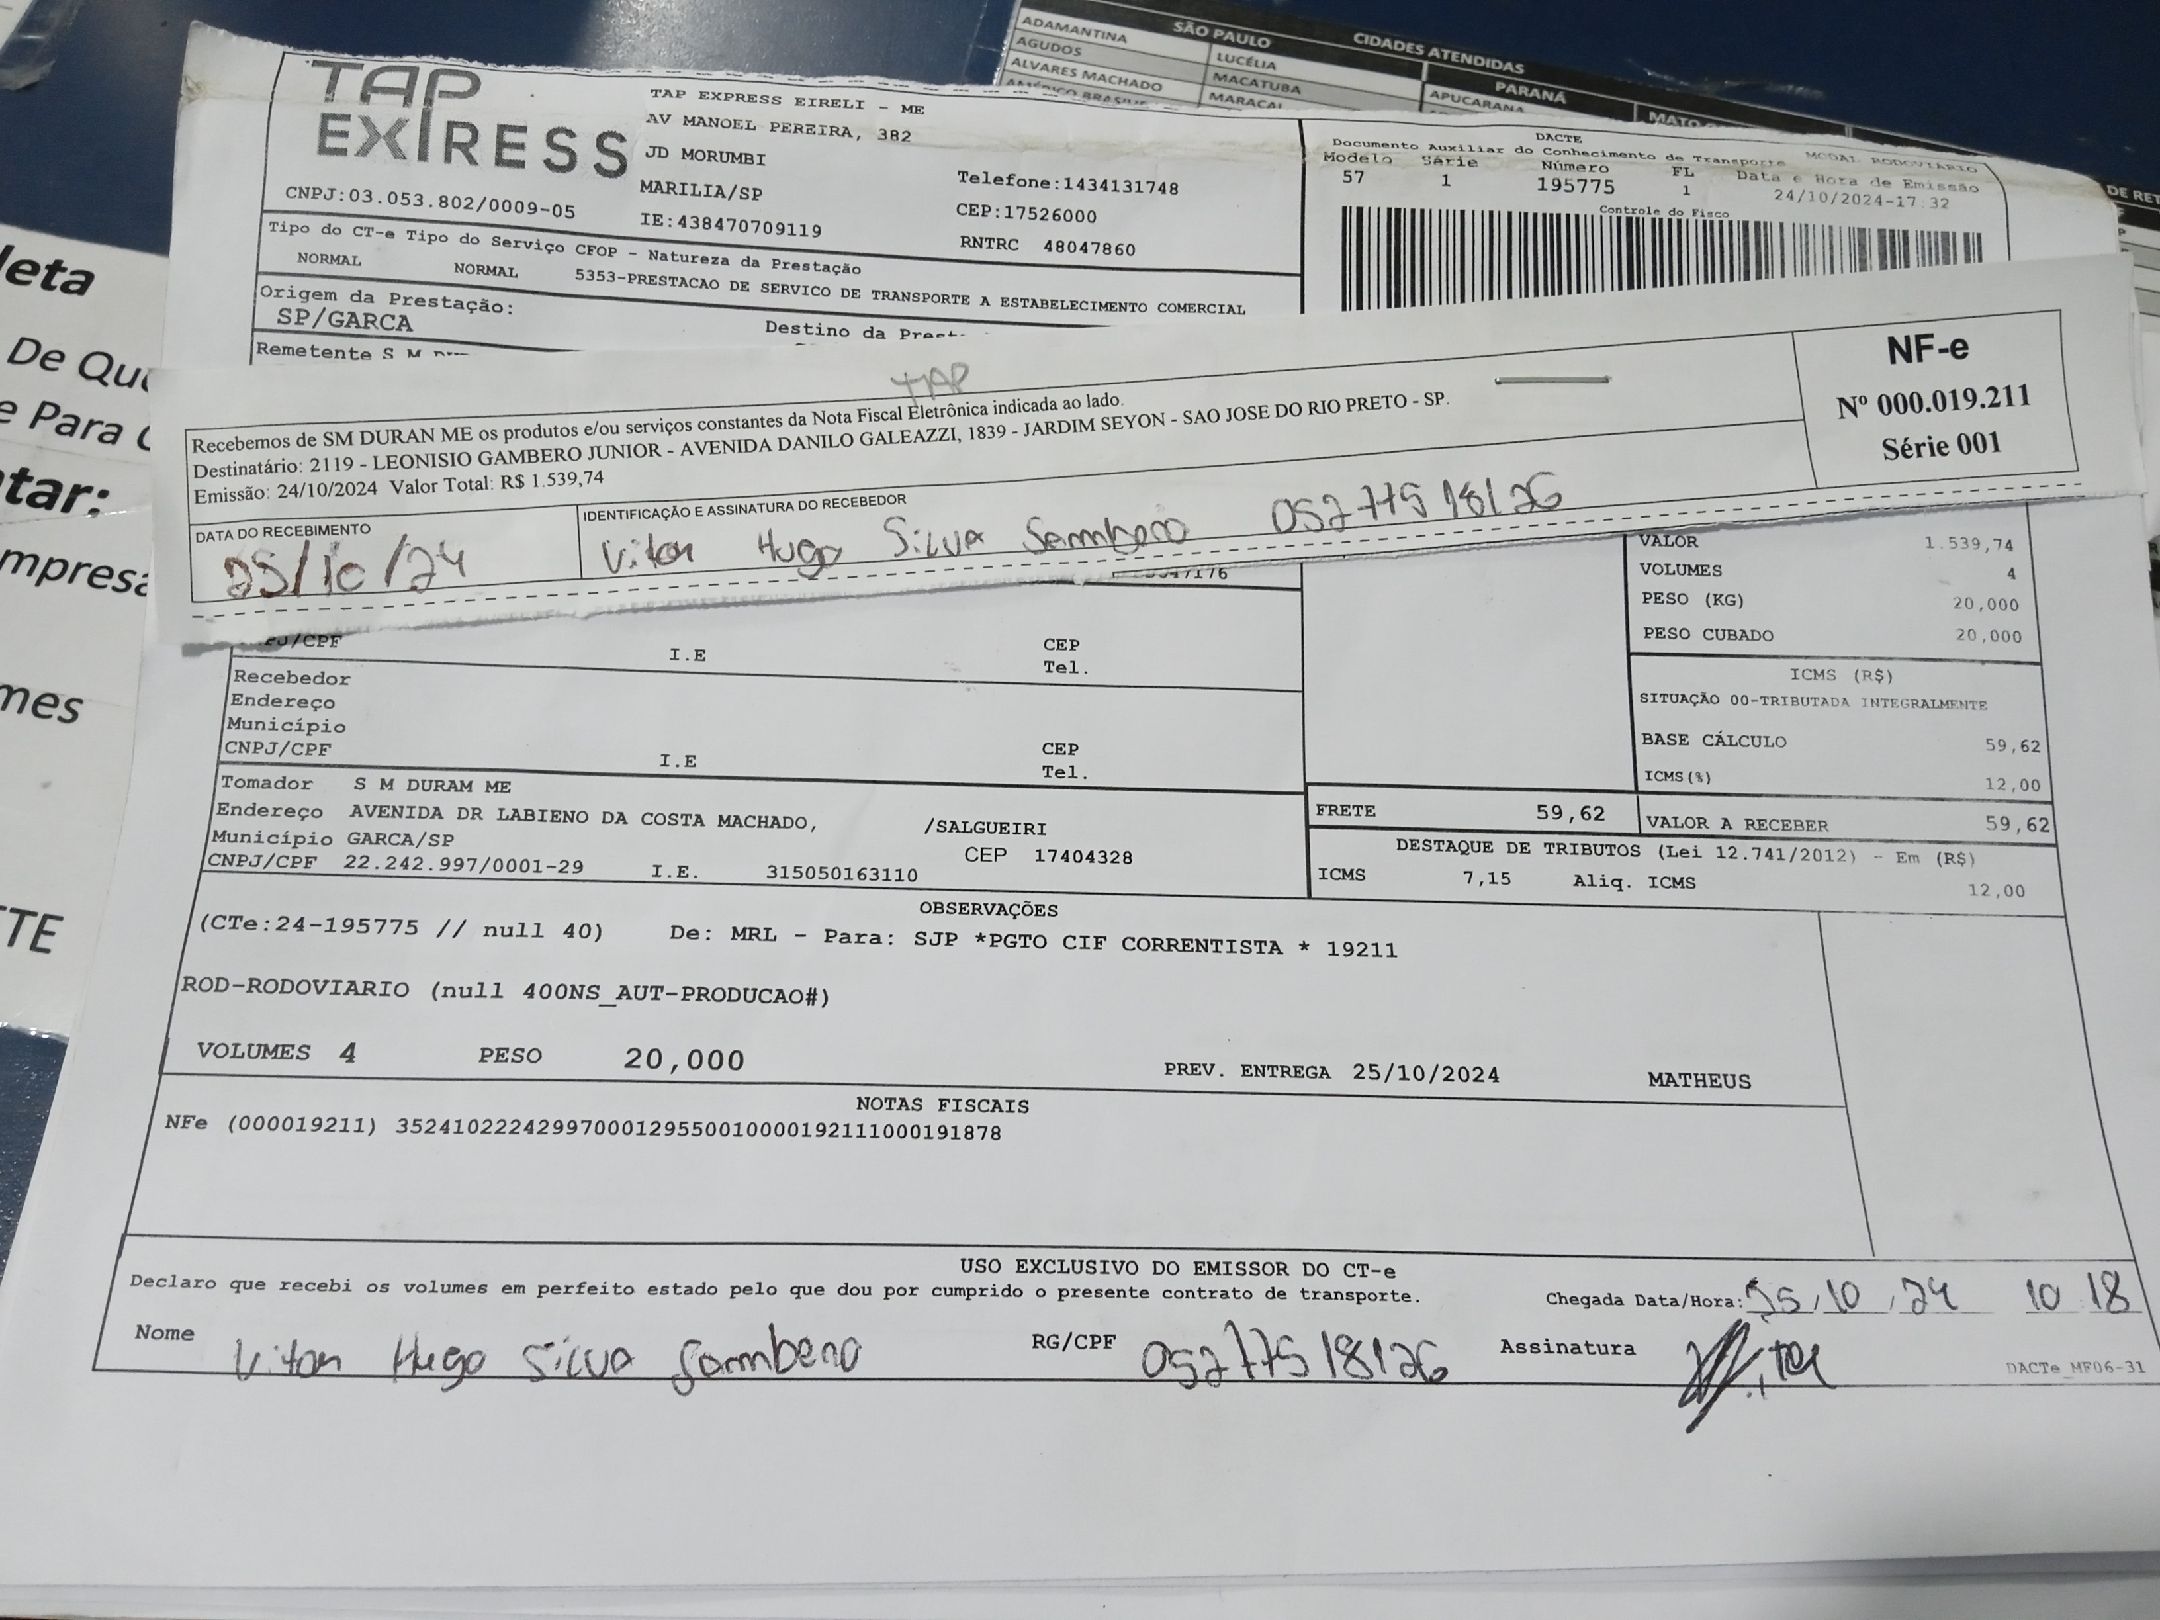 SÃO PAULO
CIDADES ATENDIDAS
ADAMANTINA
LUCÉLIA
PARANÁ
AGUDOS
MACATUBA
APUCARANA
ALVARES MACHADO
MARACAI
MATO
TAP
EXPRESS
CNPJ:03.053.802/0009-05
TAP EXPRESS EIRELI - ME
AV MANOEL PEREIRA, 382
JD MORUMBI
MARILIA/SP
IE:438470709119
Telefone:1434131748
CEP:17526000
RNTRC 48047860
DACTE
Documento Auxiliar do Conhecimento de Transporte MODAL RODOVIÁRIO
Modelo Série Número FL Data e Hora de Emissão
57 1 195775 1 24/10/2024-17:32
Controle do Fisco
Tipo do CT-e Tipo do Serviço CFOP - Natureza da Prestação
NORMAL NORMAL 5353-PRESTACAO DE SERVICO DE TRANSPORTE A ESTABELECIMENTO COMERCIAL
Origem da Prestação:
SP/GARCA
Destino da
Remetente S M
TAP
Recebemos de SM DURAN ME os produtos e/ou serviços constantes da Nota Fiscal Eletrônica indicada ao lado.
Destinatário: 2119 - LEONISIO GAMBERO JUNIOR - AVENIDA DANILO GALEAZZI, 1839 - JARDIM SEYON - SAO JOSE DO RIO PRETO - SP.
Emissão: 24/10/2024 Valor Total: R$ 1.539,74
NF-e
Nº 000.019.211
Série 001
DATA DO RECEBIMENTO
25/10/24
IDENTIFICAÇÃO E ASSINATURA DO RECEBEDOR
Vitor Hugo Silva Gambero 05277518126
VALOR 1.539,74
VOLUMES 4
PESO (KG) 20,000
PESO CUBADO 20,000
CNPJ/CPF I.E CEP
Tel.
Recebedor
Endereço
Município
CNPJ/CPF I.E CEP
Tel.
ICMS (R$)
SITUAÇÃO 00-TRIBUTADA INTEGRALMENTE
BASE CÁLCULO 59,62
ICMS(%) 12,00
Tomador S M DURAM ME
Endereço AVENIDA DR LABIENO DA COSTA MACHADO, /SALGUEIRI
Município GARCA/SP CEP 17404328
CNPJ/CPF 22.242.997/0001-29 I.E. 315050163110
FRETE 59,62 VALOR A RECEBER 59,62
DESTAQUE DE TRIBUTOS (Lei 12.741/2012) - Em (R$)
ICMS 7,15 Aliq. ICMS 12,00
OBSERVAÇÕES
(CTe:24-195775 // null 40) De: MRL - Para: SJP *PGTO CIF CORRENTISTA * 19211
ROD-RODOVIARIO (null 400NS_AUT-PRODUCAO#)
VOLUMES 4 PESO 20,000 PREV. ENTREGA 25/10/2024 MATHEUS
NOTAS FISCAIS
NFe (000019211) 35241022242997000129550010000192111000191878
USO EXCLUSIVO DO EMISSOR DO CT-e
Declaro que recebi os volumes em perfeito estado pelo que dou por cumprido o presente contrato de transporte.
Chegada Data/Hora: 25/10/24 10 18
Nome Vitor Hugo Silva Gambero RG/CPF 05277518126 Assinatura
DACTe_MF06-31
leta
De Qu
e Para
tar:
mpresa
mes
TE
DE RET